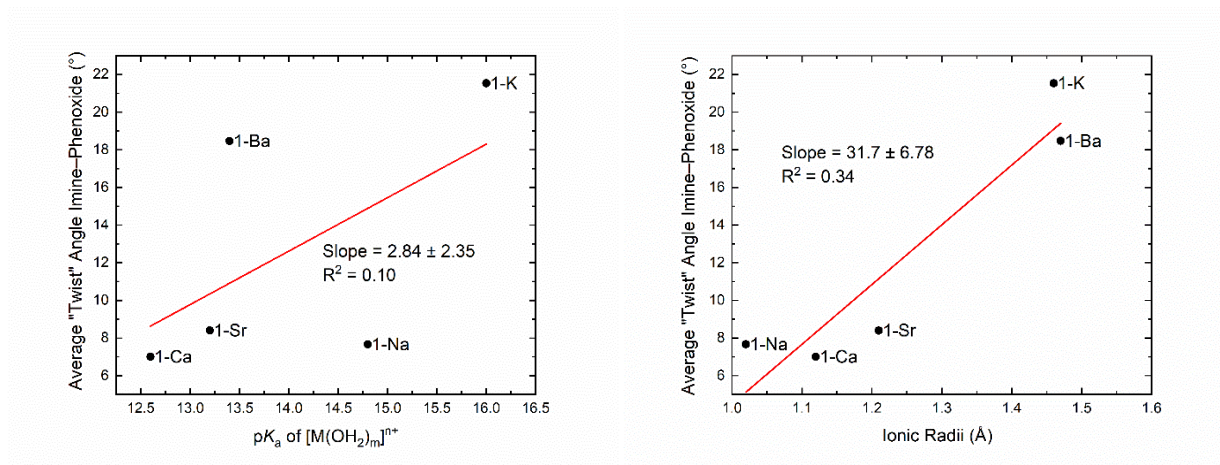 Average "Twist" Angle Imine–Phenoxide (°)
22
20
18
16
14
12
10
8
6
1-K
1-Ba
Slope = 2.84 ± 2.35
R² = 0.10
1-Sr
1-Na
1-Ca
12.5 13.0 13.5 14.0 14.5 15.0 15.5 16.0 16.5
pKₐ of [M(OH₂)ₘ]ⁿ⁺
Average "Twist" Angle Imine–Phenoxide (°)
22
20
18
16
14
12
10
8
6
1-K
1-Ba
Slope = 31.7 ± 6.78
R² = 0.34
1-Sr
1-Na
1-Ca
1.0 1.1 1.2 1.3 1.4 1.5 1.6
Ionic Radii (Å)